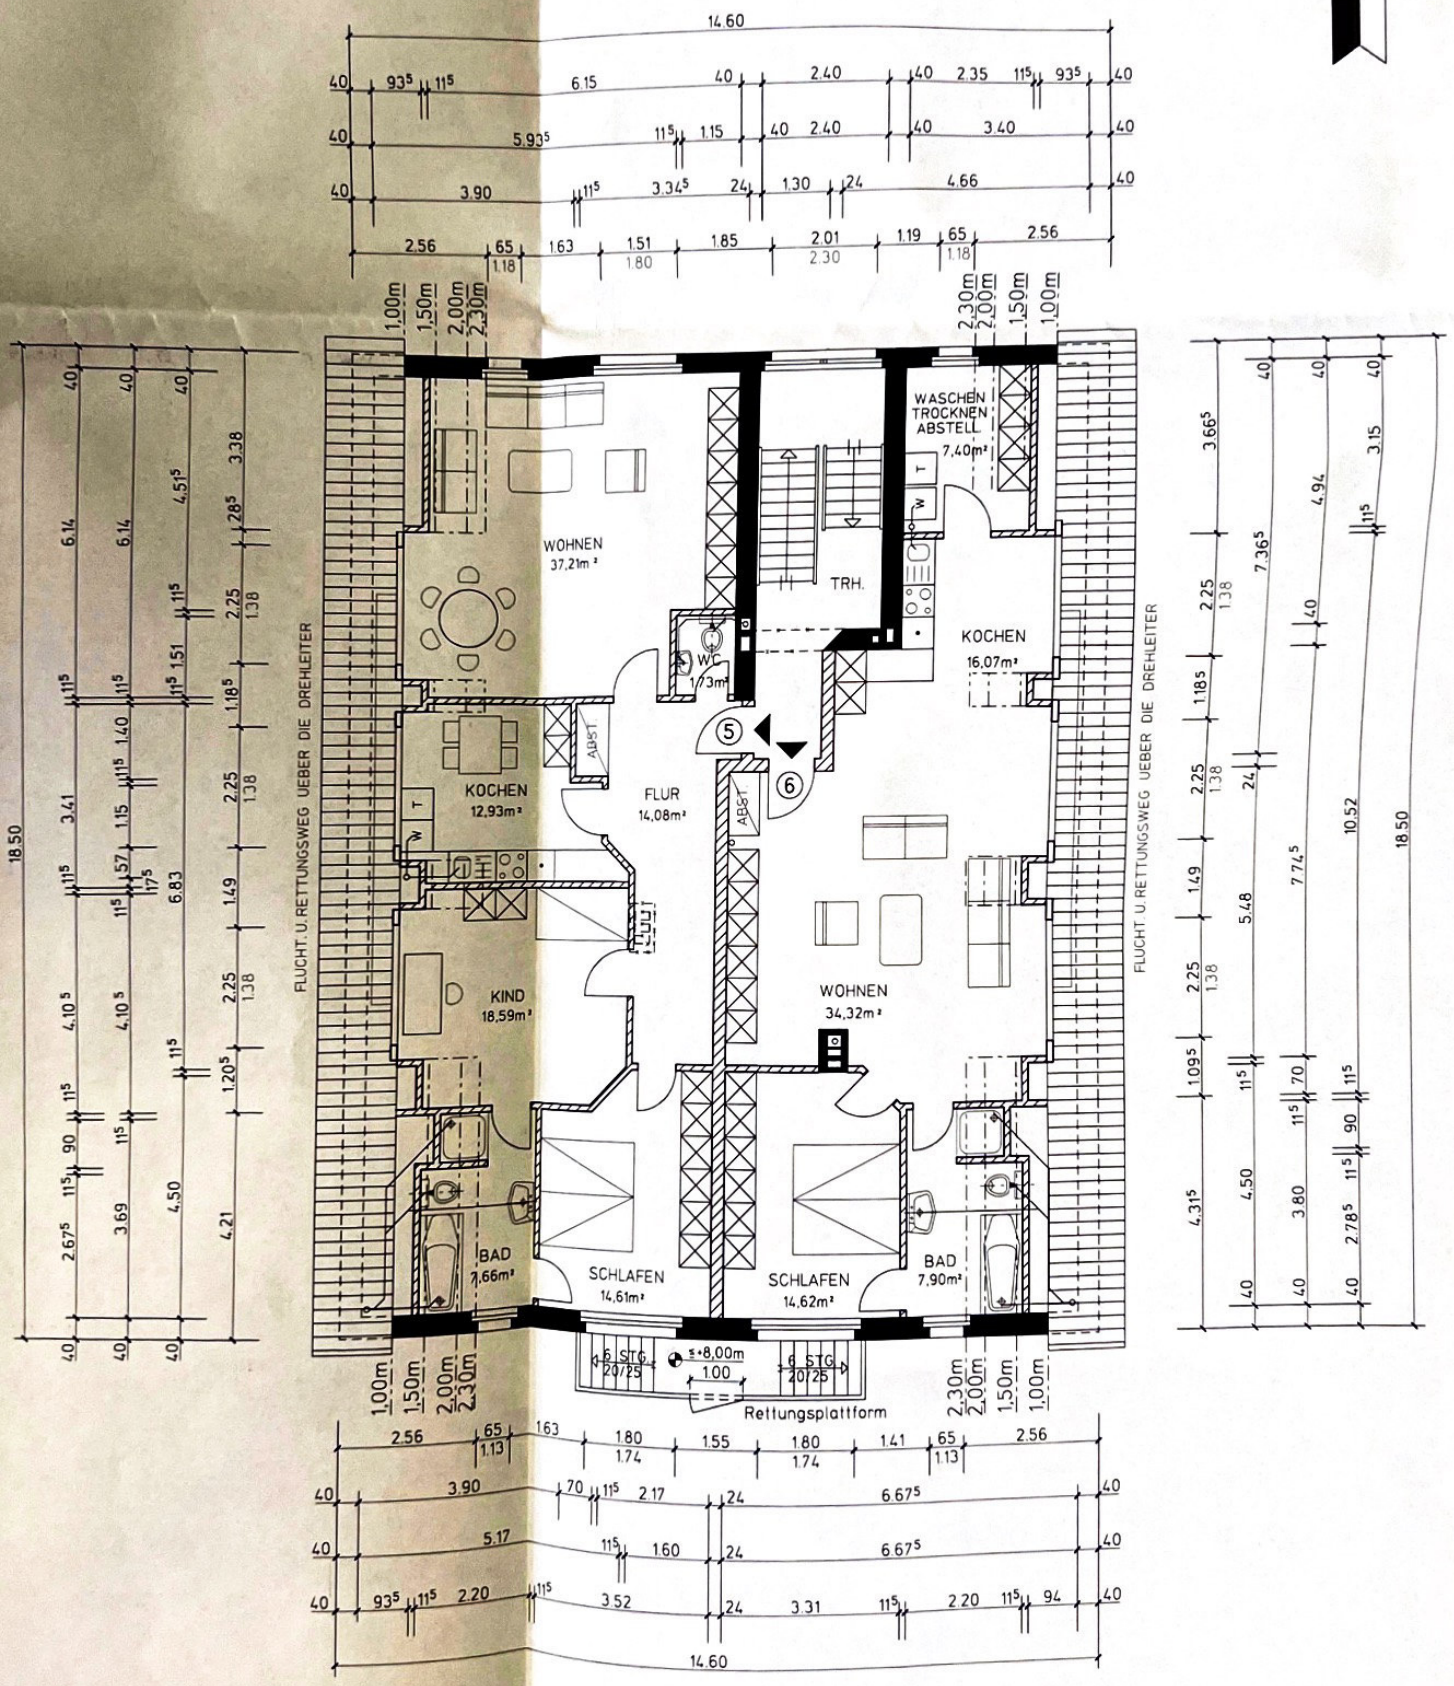 14.60
40 93⁵ 11⁵ 6.15 40 2.40 40 2.35 11⁵ 93⁵ 40
40 5.93⁵ 11⁵ 1.15 40 2.40 40 3.40 40
40 3.90 11⁵ 3.34⁵ 24 1.30 24 4.66 40
2.56 65 1.63 1.51 1.85 2.01 1.19 65 2.56
1.18 1.80 2.30 1.18
1,00m 1,50m 2,00m 2,30m
2,30m 2,00m 1,50m 1,00m
18.50
40 6.14 11⁵ 3.41 11⁵ 4.10⁵ 11⁵ 90 11⁵ 2.67⁵ 40
40 6.14 11⁵ 1.40 11⁵ 1.15 57 17⁵ 11⁵ 4.10⁵ 11⁵ 3.69 40
40 4.51⁵ 11⁵ 1.51 11⁵ 6.83 11⁵ 4.50 40
3.38 28⁵ 2.25 1.18⁵ 2.25 1.49 2.25 1.20⁵ 4.21
1.38 1.38 1.38
FLUCHT. U. RETTUNGSWEG UEBER DIE DREHLEITER
WASCHEN
TROCKNEN
ABSTELL.
7,40m²
T
W
WOHNEN
37,21m²
TRH.
KOCHEN
16,07m²
WC
1,73m²
5
6
ABST.
KOCHEN
12,93m²
T
W
FLUR
14,08m²
ABST.
KIND
18,59m²
WOHNEN
34,32m²
BAD
7,66m²
SCHLAFEN
14,61m²
SCHLAFEN
14,62m²
BAD
7,90m²
FLUCHT. U. RETTUNGSWEG UEBER DIE DREHLEITER
3.66⁵ 2.25 1.18⁵ 2.25 1.49 2.25 1.09⁵ 4.31⁵
1.38 1.38 1.38
40 7.36⁵ 24 5.48 11⁵ 4.50 40
40 4.94 40 7.74⁵ 70 11⁵ 3.80 40
40 3.15 11⁵ 10.52 11⁵ 90 11⁵ 2.78⁵ 40
18.50
6 STG
20/25
+8,00m
1.00
6 STG
20/25
Rettungsplattform
1,00m 1,50m 2,00m 2,30m
2,30m 2,00m 1,50m 1,00m
2.56 65 1.63 1.80 1.55 1.80 1.41 65 2.56
1.13 1.74 1.74 1.13
40 3.90 70 11⁵ 2.17 24 6.67⁵ 40
40 5.17 11⁵ 1.60 24 6.67⁵ 40
40 93⁵ 11⁵ 2.20 11⁵ 3.52 24 3.31 11⁵ 2.20 11⁵ 94 40
14.60